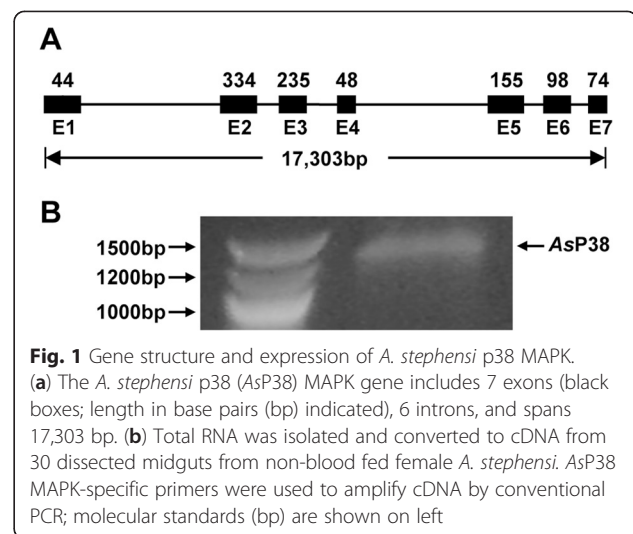 A
44 334 235 48 155 98 74
E1 E2 E3 E4 E5 E6 E7
17,303bp
B
1500bp
AsP38
1200bp
1000bp
Fig. 1 Gene structure and expression of A. stephensi p38 MAPK.
(a) The A. stephensi p38 (AsP38) MAPK gene includes 7 exons (black
boxes; length in base pairs (bp) indicated), 6 introns, and spans
17,303 bp. (b) Total RNA was isolated and converted to cDNA from
30 dissected midguts from non-blood fed female A. stephensi. AsP38
MAPK-specific primers were used to amplify cDNA by conventional
PCR; molecular standards (bp) are shown on left